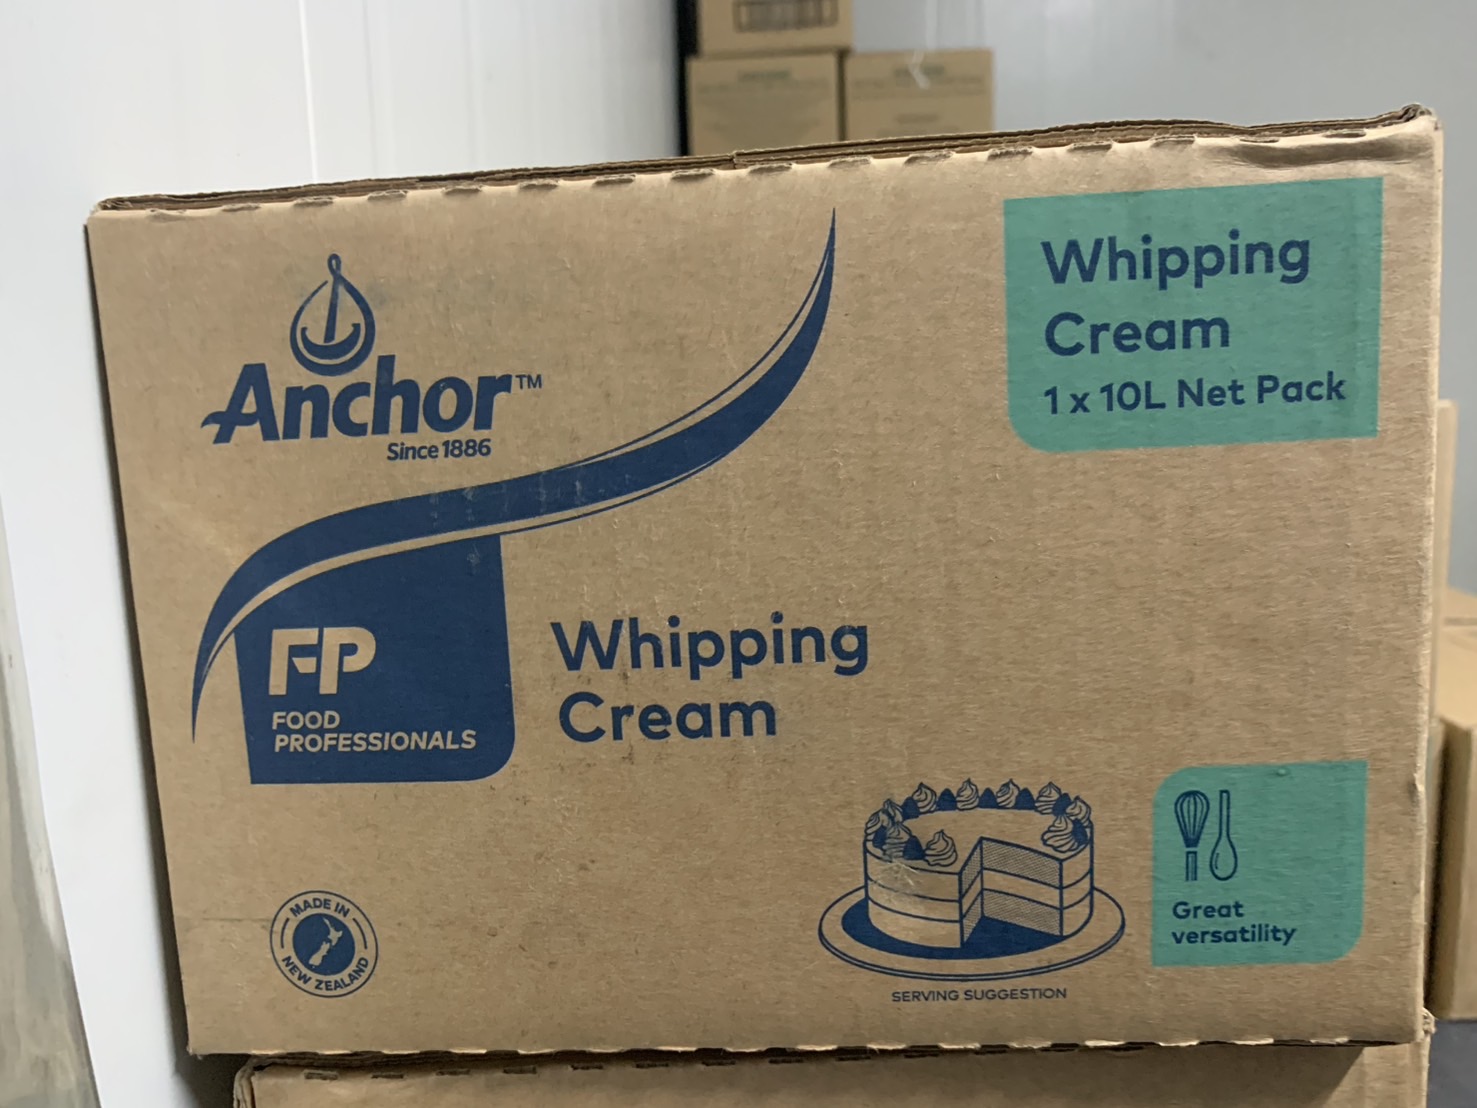 Anchor™
Since 1886
Whipping
Cream
1 x 10L Net Pack
FP
FOOD
PROFESSIONALS
Whipping
Cream
MADE IN
NEW ZEALAND
SERVING SUGGESTION
Great
versatility